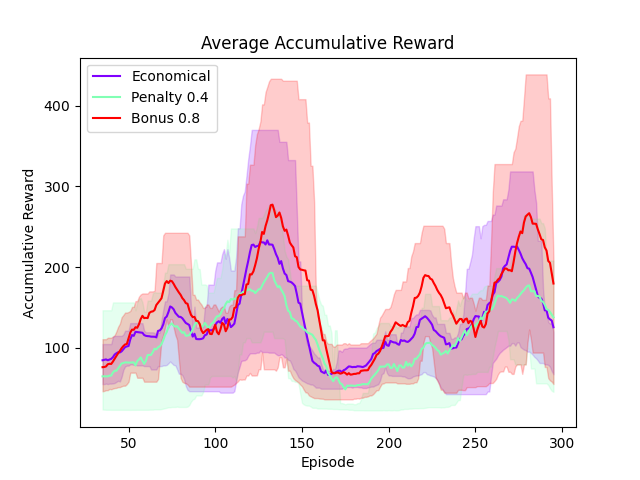 Average Accumulative Reward
Economical
Penalty 0.4
Bonus 0.8
Accumulative Reward
400
300
200
100
50
100
150
200
250
300
Episode